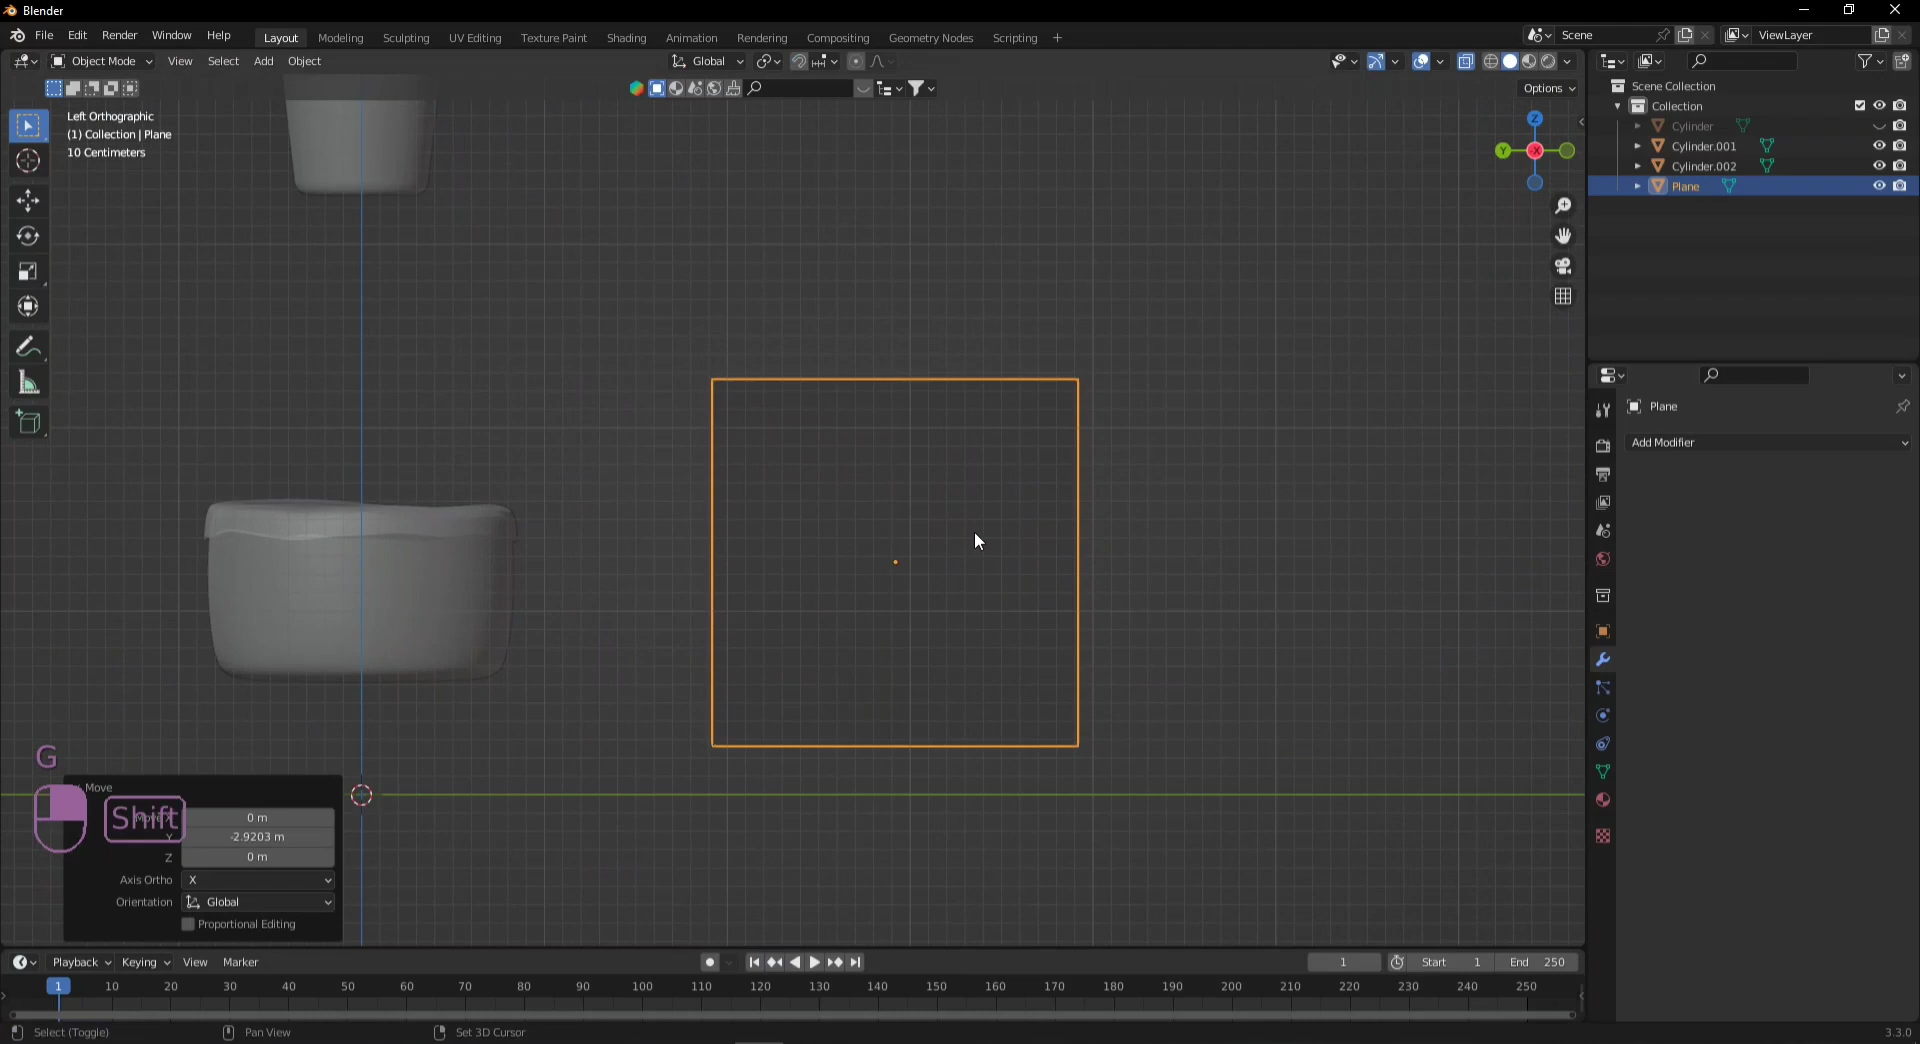 Blender
File Edit Render Window Help
Layout Modeling Sculpting UV Editing Texture Paint Shading Animation Rendering Compositing Geometry Nodes Scripting +
Scene
ViewLayer
Object Mode View Select Add Object
Global
Options
Left Orthographic
(1) Collection | Plane
10 Centimeters
Z
Y
-X
Scene Collection
Collection
Cylinder
Cylinder.001
Cylinder.002
Plane
Plane
Add Modifier
G
Shift
Move
Move X 0 m
Y -2.9203 m
Z 0 m
Axis Ortho X
Orientation Global
Proportional Editing
Playback Keying View Marker
1
Start 1
End 250
1 10 20 30 40 50 60 70 80 90 100 110 120 130 140 150 160 170 180 190 200 210 220 230 240 250
Select (Toggle)
Pan View
Set 3D Cursor
3.3.0